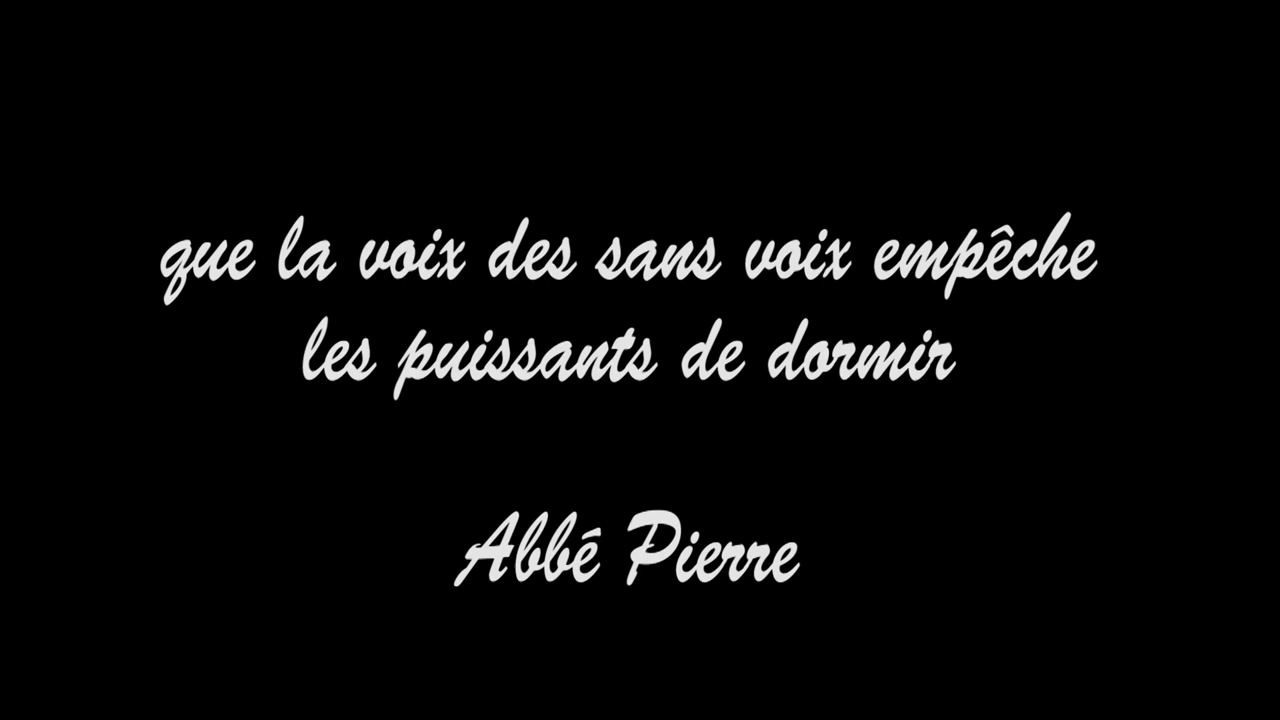 que la voix des sans voix empêche
les puissants de dormir
Abbé Pierre